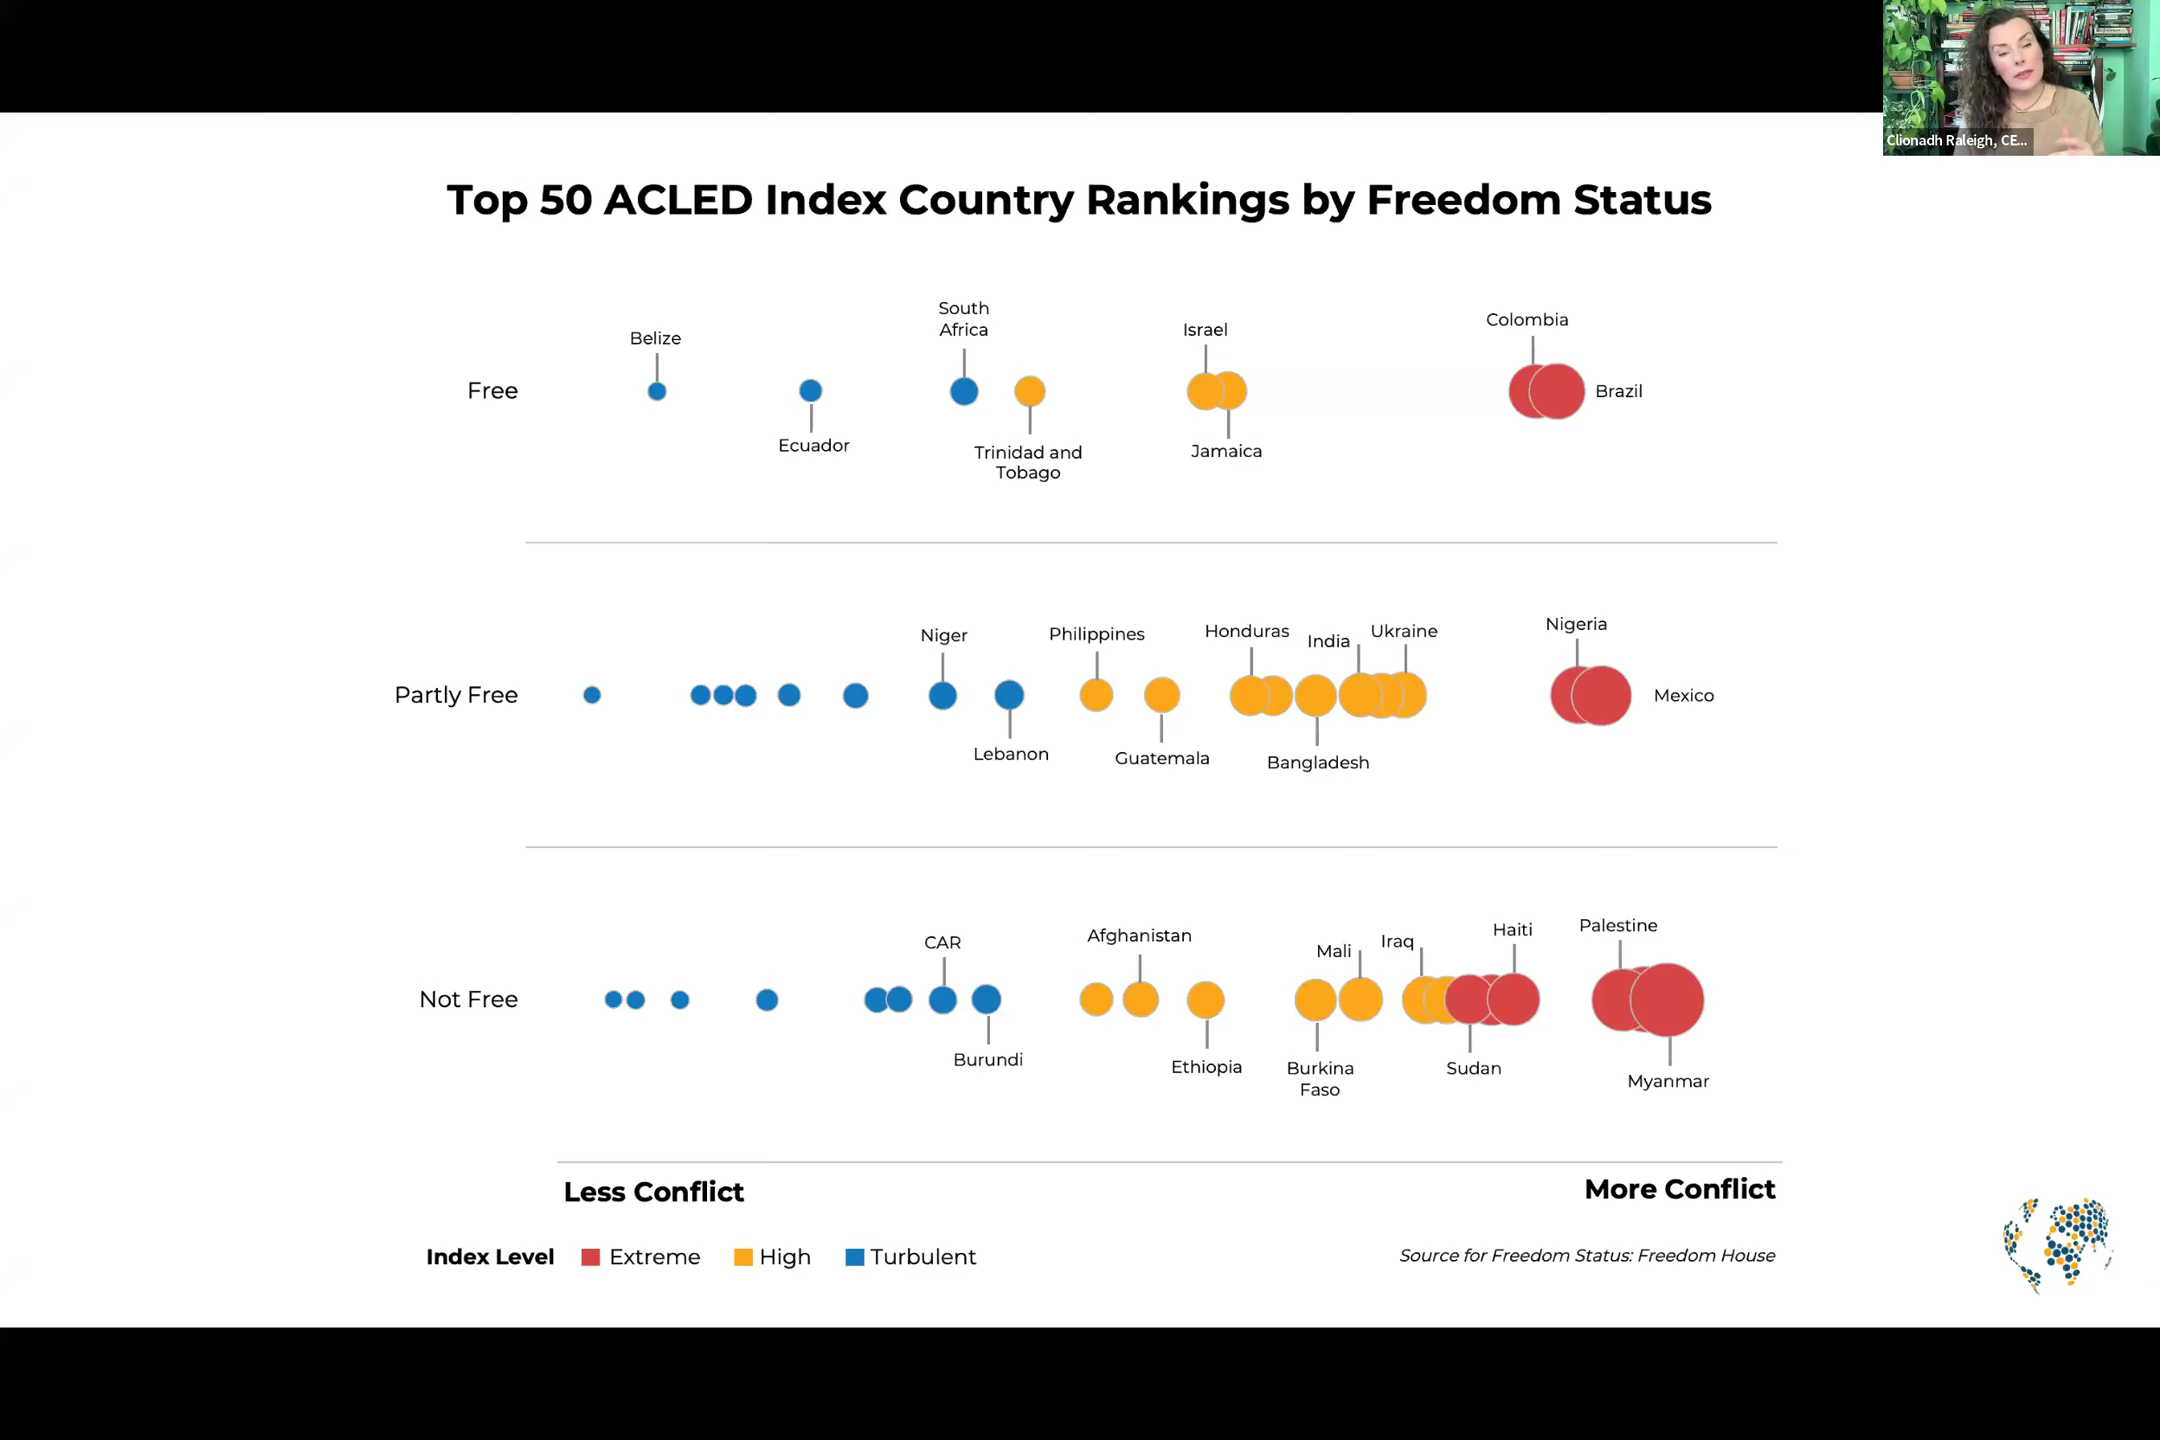 Clionadh Raleigh, CE...
Top 50 ACLED Index Country Rankings by Freedom Status
Free
Belize
Ecuador
South
Africa
Trinidad and
Tobago
Israel
Jamaica
Colombia
Brazil
Partly Free
Niger
Lebanon
Philippines
Guatemala
Honduras
Bangladesh
India
Ukraine
Nigeria
Mexico
Not Free
CAR
Burundi
Afghanistan
Ethiopia
Burkina
Faso
Mali
Iraq
Sudan
Haiti
Palestine
Myanmar
Less Conflict
More Conflict
Index Level
Extreme
High
Turbulent
Source for Freedom Status: Freedom House